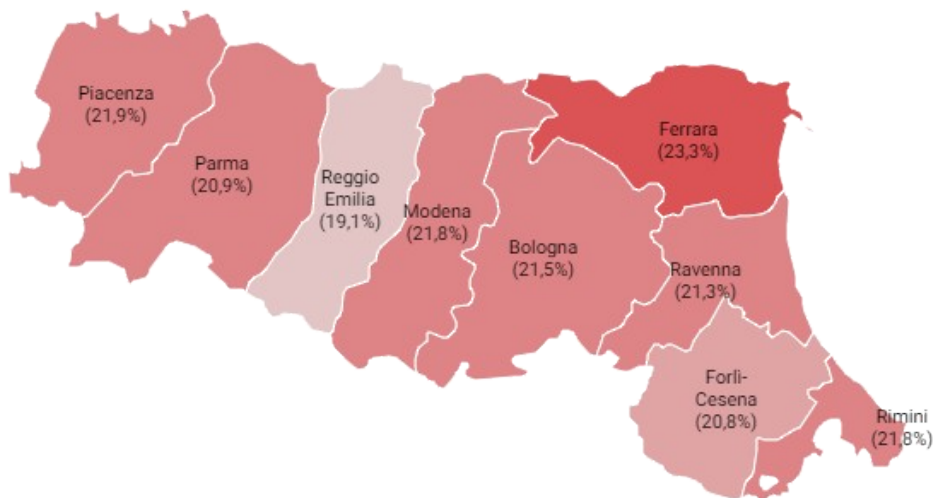 Piacenza
(21,9%)
Parma
(20,9%)
Reggio
Emilia
(19,1%)
Modena
(21,8%)
Bologna
(21,5%)
Ferrara
(23,3%)
Ravenna
(21,3%)
Forlì-
Cesena
(20,8%)
Rimini
(21,8%)